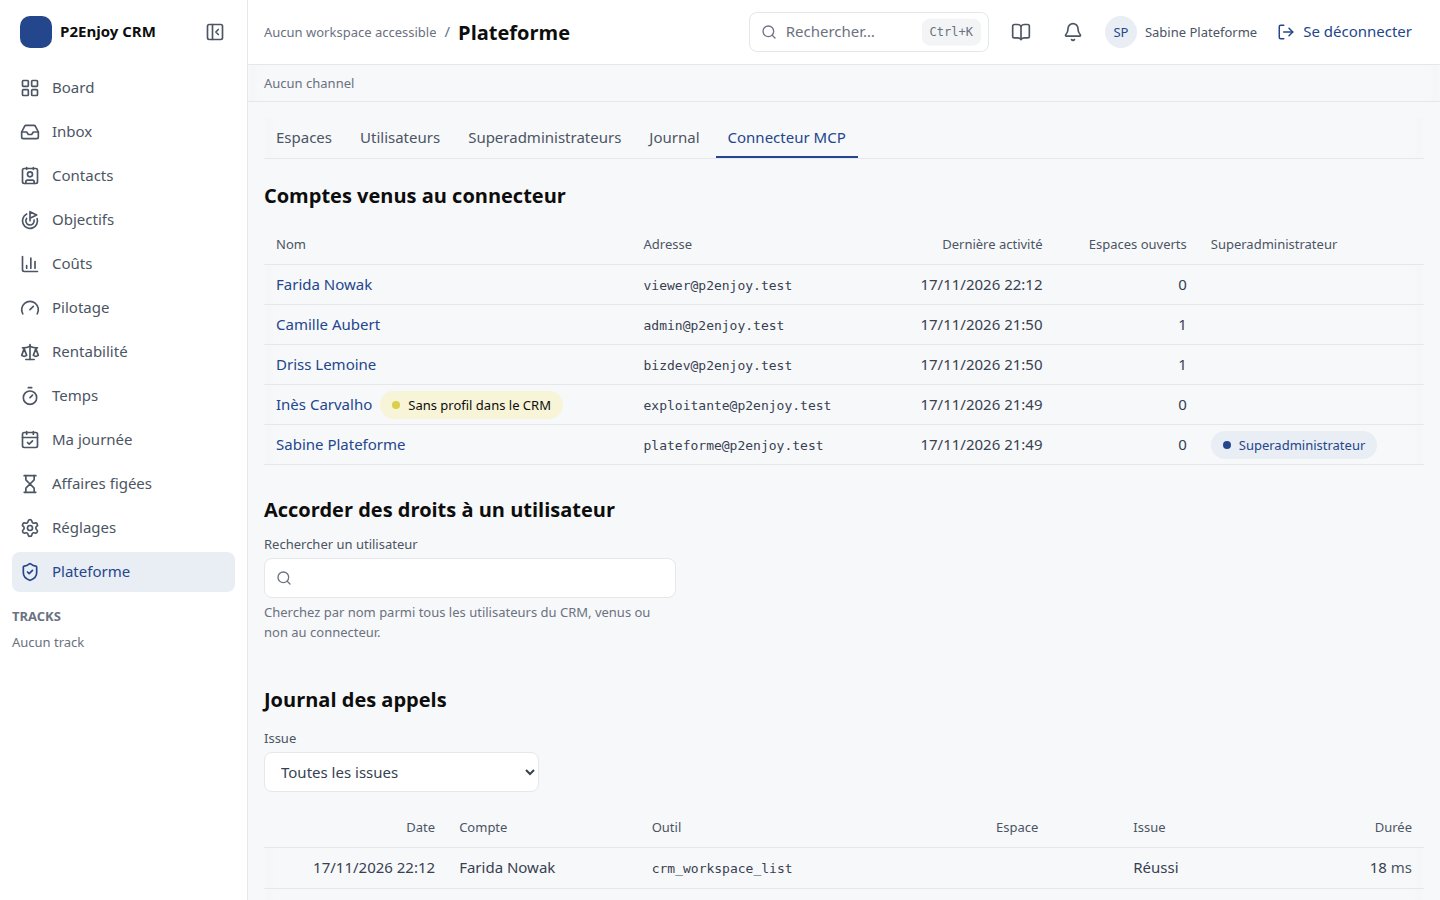 P2Enjoy CRM
Board
Inbox
Contacts
Objectifs
Coûts
Pilotage
Rentabilité
Temps
Ma journée
Affaires figées
Réglages
Plateforme
TRACKS
Aucun track
Aucun workspace accessible / Plateforme
Rechercher... Ctrl+K
SP Sabine Plateforme
Se déconnecter
Aucun channel
Espaces Utilisateurs Superadministrateurs Journal Connecteur MCP
Comptes venus au connecteur
Nom Adresse Dernière activité Espaces ouverts Superadministrateur
Farida Nowak viewer@p2enjoy.test 17/11/2026 22:12 0
Camille Aubert admin@p2enjoy.test 17/11/2026 21:50 1
Driss Lemoine bizdev@p2enjoy.test 17/11/2026 21:50 1
Inès Carvalho Sans profil dans le CRM exploitante@p2enjoy.test 17/11/2026 21:49 0
Sabine Plateforme plateforme@p2enjoy.test 17/11/2026 21:49 0 Superadministrateur
Accorder des droits à un utilisateur
Rechercher un utilisateur
Cherchez par nom parmi tous les utilisateurs du CRM, venus ou
non au connecteur.
Journal des appels
Issue
Toutes les issues
Date Compte Outil Espace Issue Durée
17/11/2026 22:12 Farida Nowak crm_workspace_list Réussi 18 ms